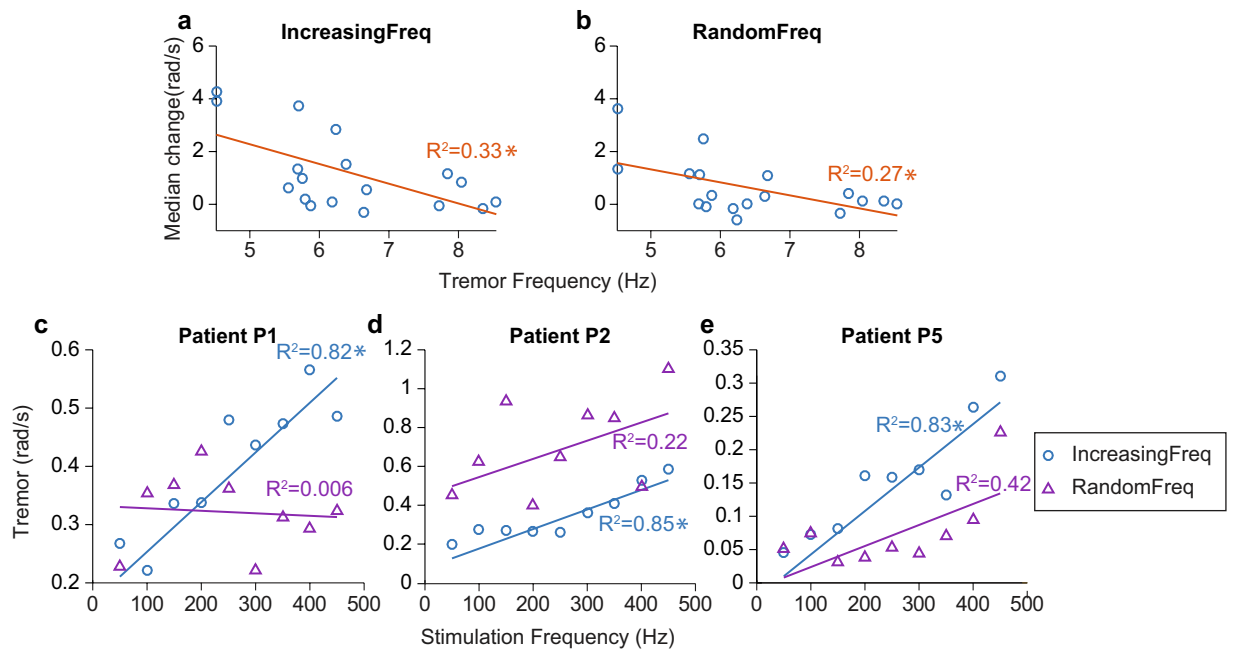 a
IncreasingFreq
b
RandomFreq
Median change(rad/s)
6
4
2
0
R²=0.33*
5 6 7 8
6
4
2
0
R²=0.27*
5 6 7 8
Tremor Frequency (Hz)
c
Patient P1
Tremor (rad/s)
0.6
0.5
0.4
0.3
0.2
R²=0.82*
R²=0.006
0 100 200 300 400 500
d
Patient P2
1.2
1
0.8
0.6
0.4
0.2
0
R²=0.22
R²=0.85*
0 100 200 300 400 500
e
Patient P5
0.35
0.3
0.25
0.2
0.15
0.1
0.05
0
R²=0.83*
R²=0.42
0 100 200 300 400 500
Stimulation Frequency (Hz)
IncreasingFreq
RandomFreq